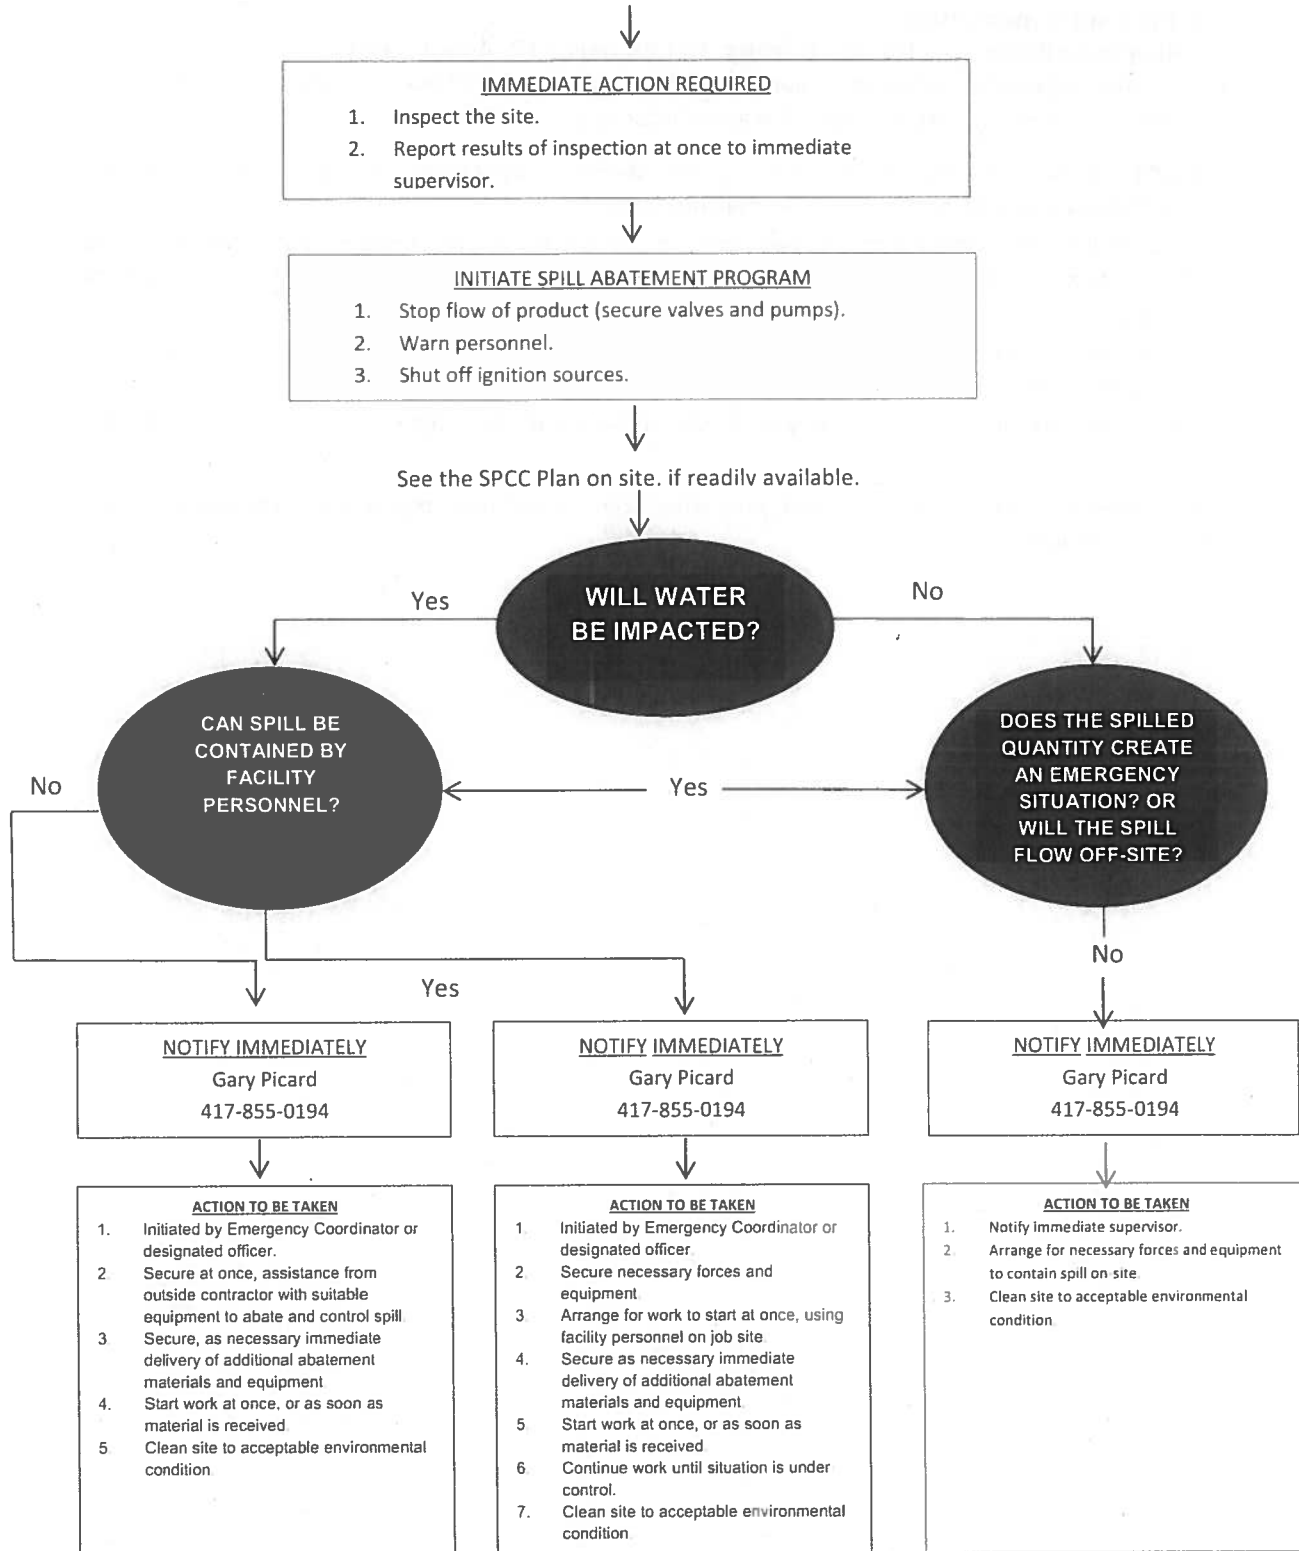 IMMEDIATE ACTION REQUIRED
1. Inspect the site.
2. Report results of inspection at once to immediate
supervisor.
INITIATE SPILL ABATEMENT PROGRAM
1. Stop flow of product (secure valves and pumps).
2. Warn personnel.
3. Shut off ignition sources.
See the SPCC Plan on site, if readily available.
Yes
WILL WATER
BE IMPACTED?
No
CAN SPILL BE
CONTAINED BY
FACILITY
PERSONNEL?
No
Yes
DOES THE SPILLED
QUANTITY CREATE
AN EMERGENCY
SITUATION? OR
WILL THE SPILL
FLOW OFF-SITE?
Yes
No
NOTIFY IMMEDIATELY
Gary Picard
417-855-0194
NOTIFY IMMEDIATELY
Gary Picard
417-855-0194
NOTIFY IMMEDIATELY
Gary Picard
417-855-0194
ACTION TO BE TAKEN
1. Initiated by Emergency Coordinator or
designated officer.
2. Secure at once, assistance from
outside contractor with suitable
equipment to abate and control spill
3. Secure, as necessary immediate
delivery of additional abatement
materials and equipment
4. Start work at once, or as soon as
material is received
5. Clean site to acceptable environmental
condition
ACTION TO BE TAKEN
1. Initiated by Emergency Coordinator or
designated officer
2. Secure necessary forces and
equipment
3. Arrange for work to start at once, using
facility personnel on job site
4. Secure as necessary immediate
delivery of additional abatement
materials and equipment
5. Start work at once, or as soon as
material is received
6. Continue work until situation is under
control.
7. Clean site to acceptable environmental
condition
ACTION TO BE TAKEN
1. Notify immediate supervisor.
2. Arrange for necessary forces and equipment
to contain spill on site
3. Clean site to acceptable environmental
condition